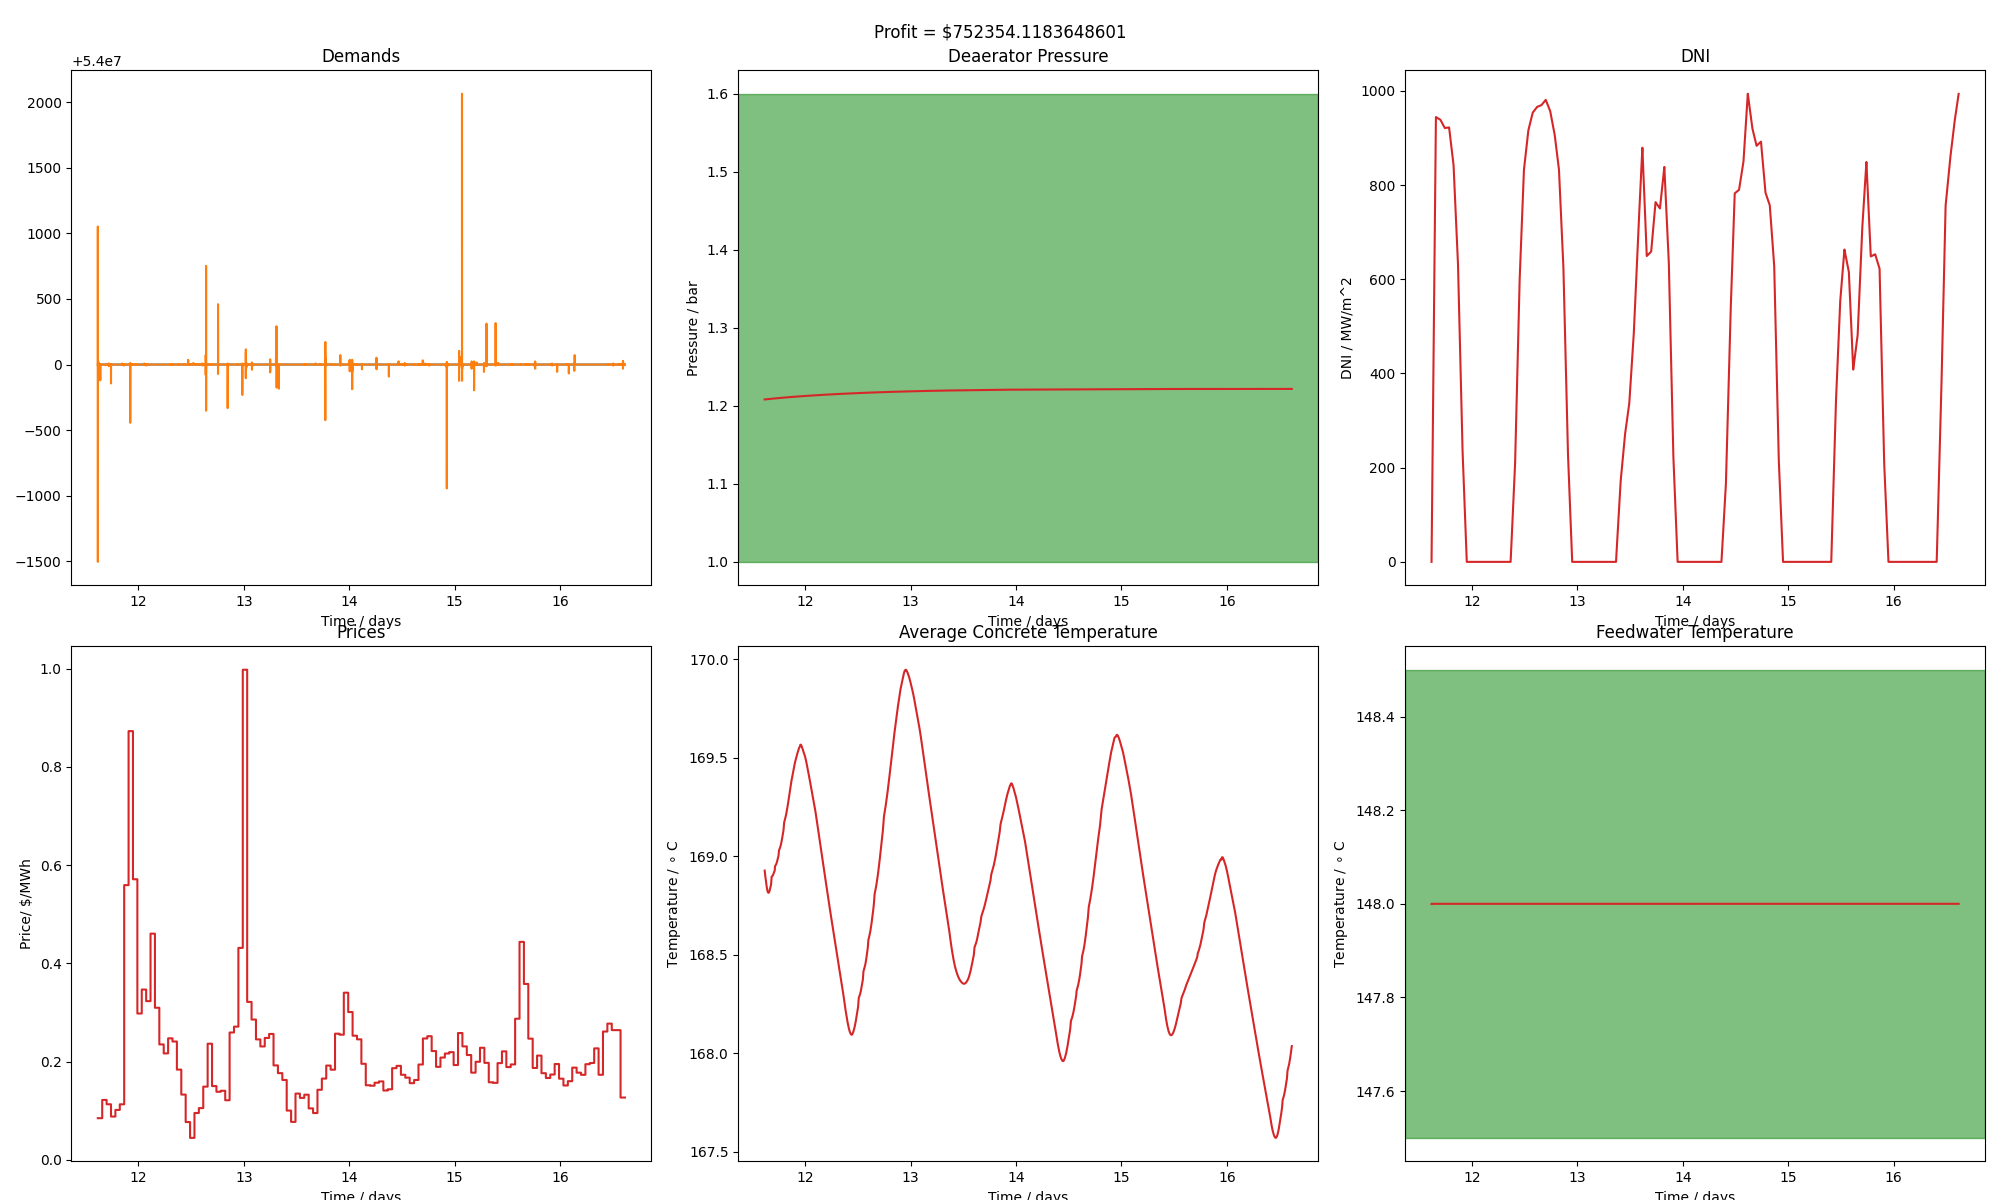 Profit = $752354.1183648601
Demands
+5.4e7
2000
1500
1000
500
0
−500
−1000
−1500
12 13 14 15 16
Time / days
Deaerator Pressure
Pressure / bar
1.6
1.5
1.4
1.3
1.2
1.1
1.0
12 13 14 15 16
Time / days
DNI
DNI / MW/m^2
1000
800
600
400
200
0
12 13 14 15 16
Time / days
Prices
Price/ $/MWh
1.0
0.8
0.6
0.4
0.2
0.0
12 13 14 15 16
Time / days
Average Concrete Temperature
Temperature / ∘ C
170.0
169.5
169.0
168.5
168.0
167.5
12 13 14 15 16
Time / days
Feedwater Temperature
Temperature / ∘ C
148.4
148.2
148.0
147.8
147.6
12 13 14 15 16
Time / days